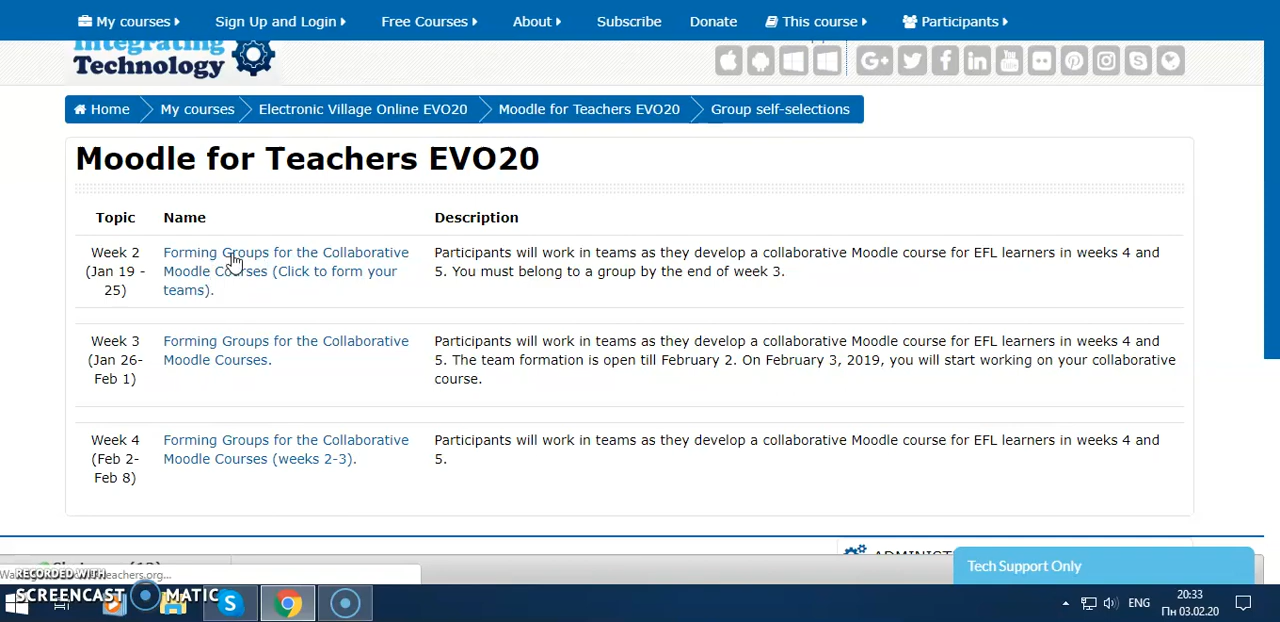 My courses Sign Up and Login Free Courses About Subscribe Donate This course Participants
Integrating
Technology
Home My courses Electronic Village Online EVO20 Moodle for Teachers EVO20 Group self-selections
Moodle for Teachers EVO20
Topic Name Description
Week 2
(Jan 19 -
25)
Forming Groups for the Collaborative
Moodle Courses (Click to form your
teams).
Participants will work in teams as they develop a collaborative Moodle course for EFL learners in weeks 4 and
5. You must belong to a group by the end of week 3.
Week 3
(Jan 26-
Feb 1)
Forming Groups for the Collaborative
Moodle Courses.
Participants will work in teams as they develop a collaborative Moodle course for EFL learners in weeks 4 and
5. The team formation is open till February 2. On February 3, 2019, you will start working on your collaborative
course.
Week 4
(Feb 2-
Feb 8)
Forming Groups for the Collaborative
Moodle Courses (weeks 2-3).
Participants will work in teams as they develop a collaborative Moodle course for EFL learners in weeks 4 and
5.
Tech Support Only
RECORDED WITH
SCREENCAST MATIC
ENG
20:33
Пн 03.02.20